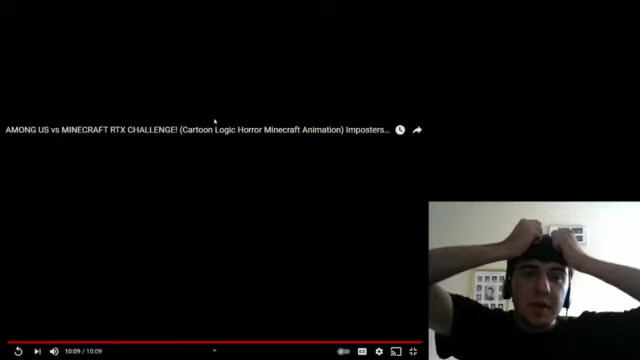 AMONG US vs MINECRAFT RTX CHALLENGE! (Cartoon Logic Horror Minecraft Animation) Imposters...
10:09 / 10:09